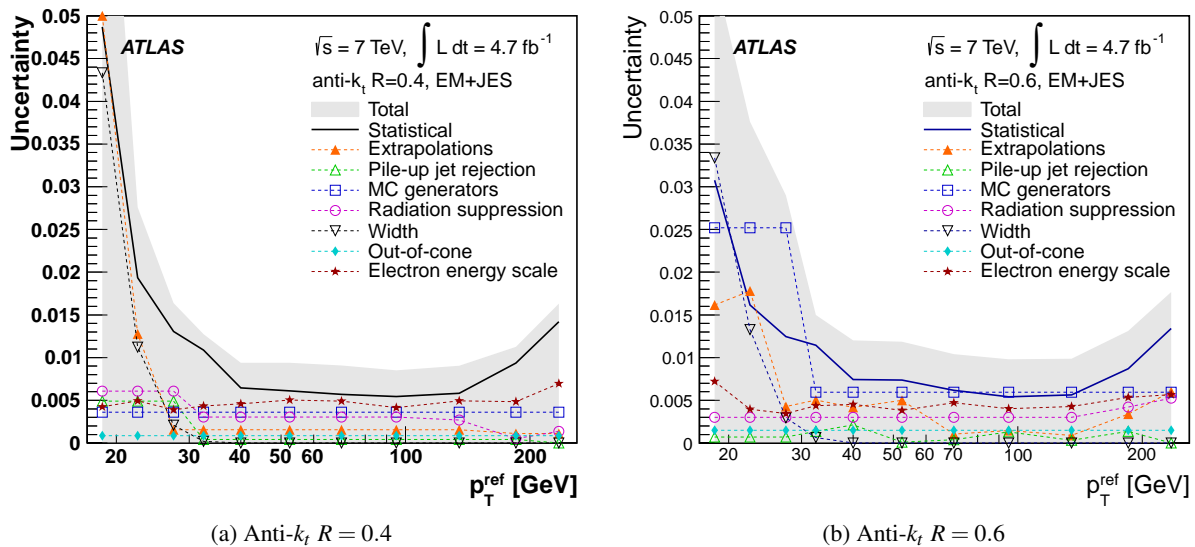 Uncertainty
0.05
0.045
0.04
0.035
0.03
0.025
0.02
0.015
0.01
0.005
0
ATLAS
√s = 7 TeV, ∫ L dt = 4.7 fb⁻¹
anti-kₜ R=0.4, EM+JES
Total
Statistical
Extrapolations
Pile-up jet rejection
MC generators
Radiation suppression
Width
Out-of-cone
Electron energy scale
20 30 40 50 60 100 200
p_T^ref [GeV]
(a) Anti-kₜ R = 0.4
Uncertainty
0.05
0.045
0.04
0.035
0.03
0.025
0.02
0.015
0.01
0.005
0
ATLAS
√s = 7 TeV, ∫ L dt = 4.7 fb⁻¹
anti-kₜ R=0.6, EM+JES
Total
Statistical
Extrapolations
Pile-up jet rejection
MC generators
Radiation suppression
Width
Out-of-cone
Electron energy scale
20 30 40 50 60 70 100 200
p_T^ref [GeV]
(b) Anti-kₜ R = 0.6